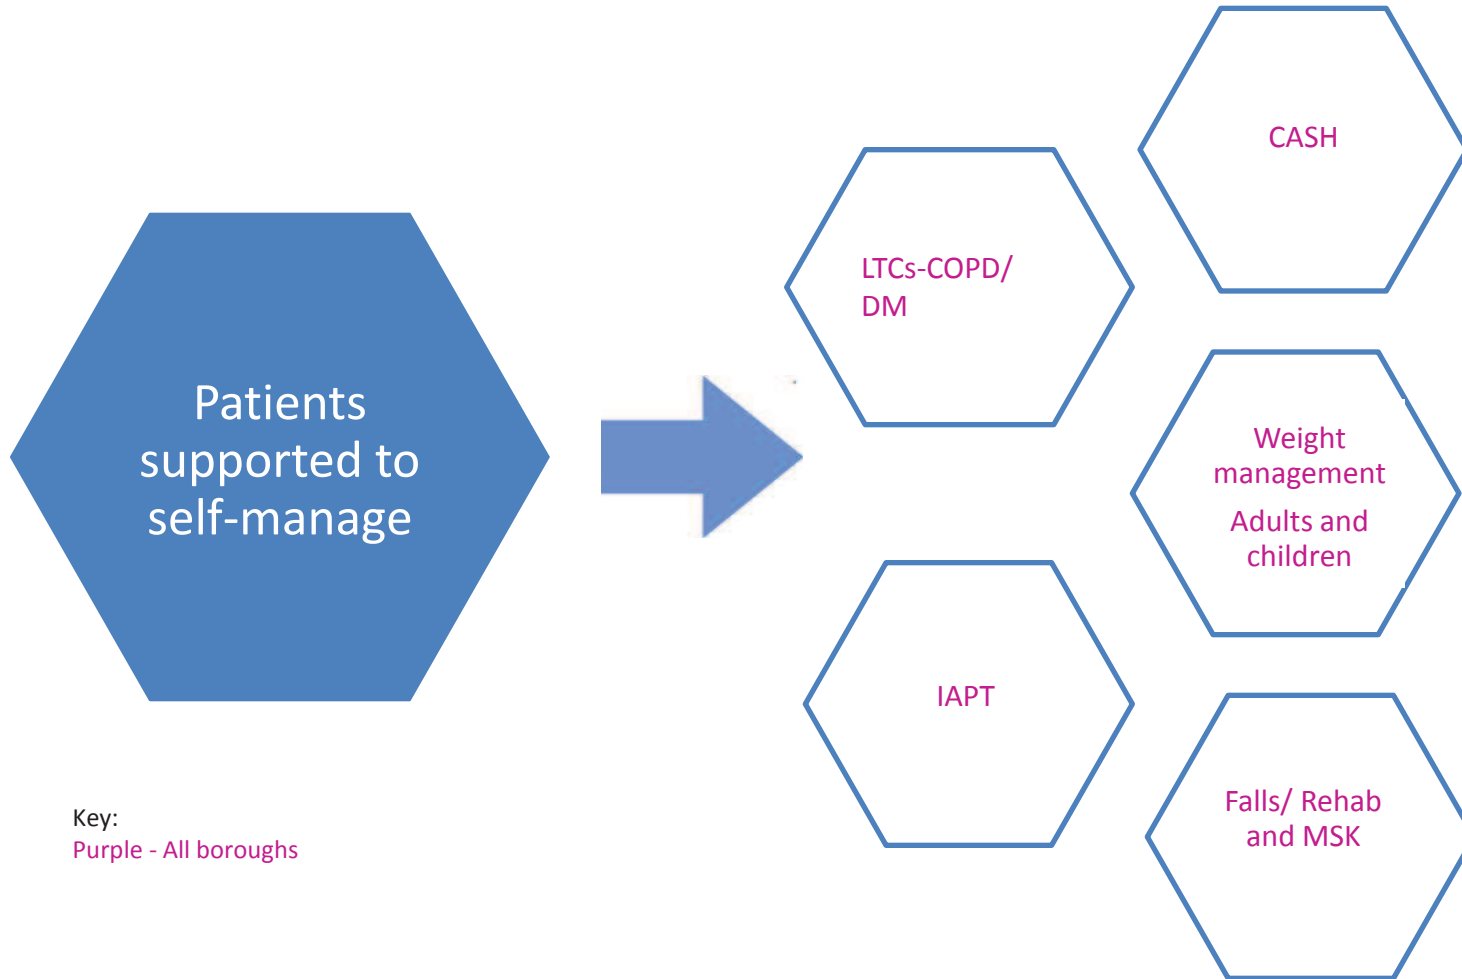 Patients
supported to
self-manage
CASH
LTCs-COPD/
DM
Weight
management
Adults and
children
IAPT
Falls/ Rehab
and MSK
Key:
Purple - All boroughs